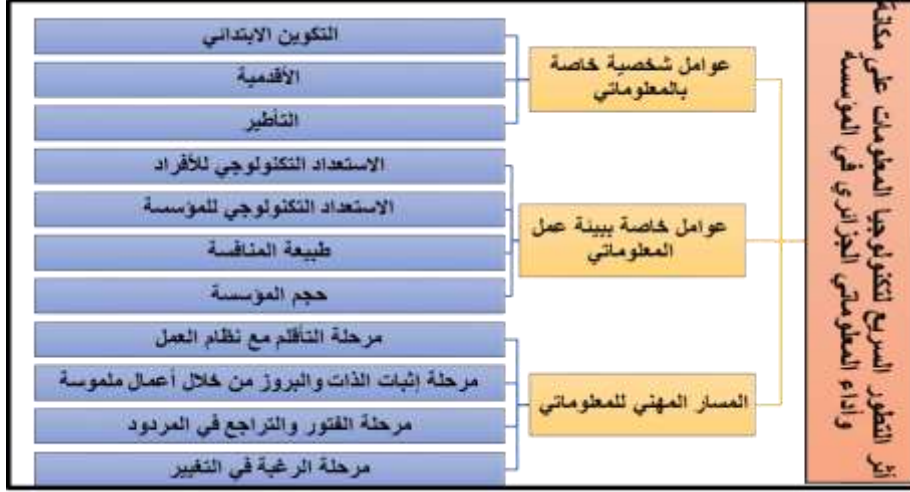 أثر التطور السريع لتكنولوجيا المعلومات على مكانة
وأداء المعلوماتي الجزائري في المؤسسة
عوامل شخصية خاصة
بالمعلوماتي
التكوين الابتدائي
الأقدمية
التأطير
عوامل خاصة ببيئة عمل
المعلوماتي
الاستعداد التكنولوجي للأفراد
الاستعداد التكنولوجي للمؤسسة
طبيعة المنافسة
حجم المؤسسة
المسار المهني للمعلوماتي
مرحلة التأقلم مع نظام العمل
مرحلة إثبات الذات والبروز من خلال أعمال ملموسة
مرحلة الفتور والتراجع في المردود
مرحلة الرغبة في التغيير